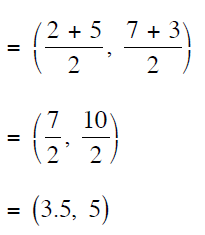 = ( (2 + 5)/2 , (7 + 3)/2 )
= ( 7/2 , 10/2 )
= (3.5, 5)